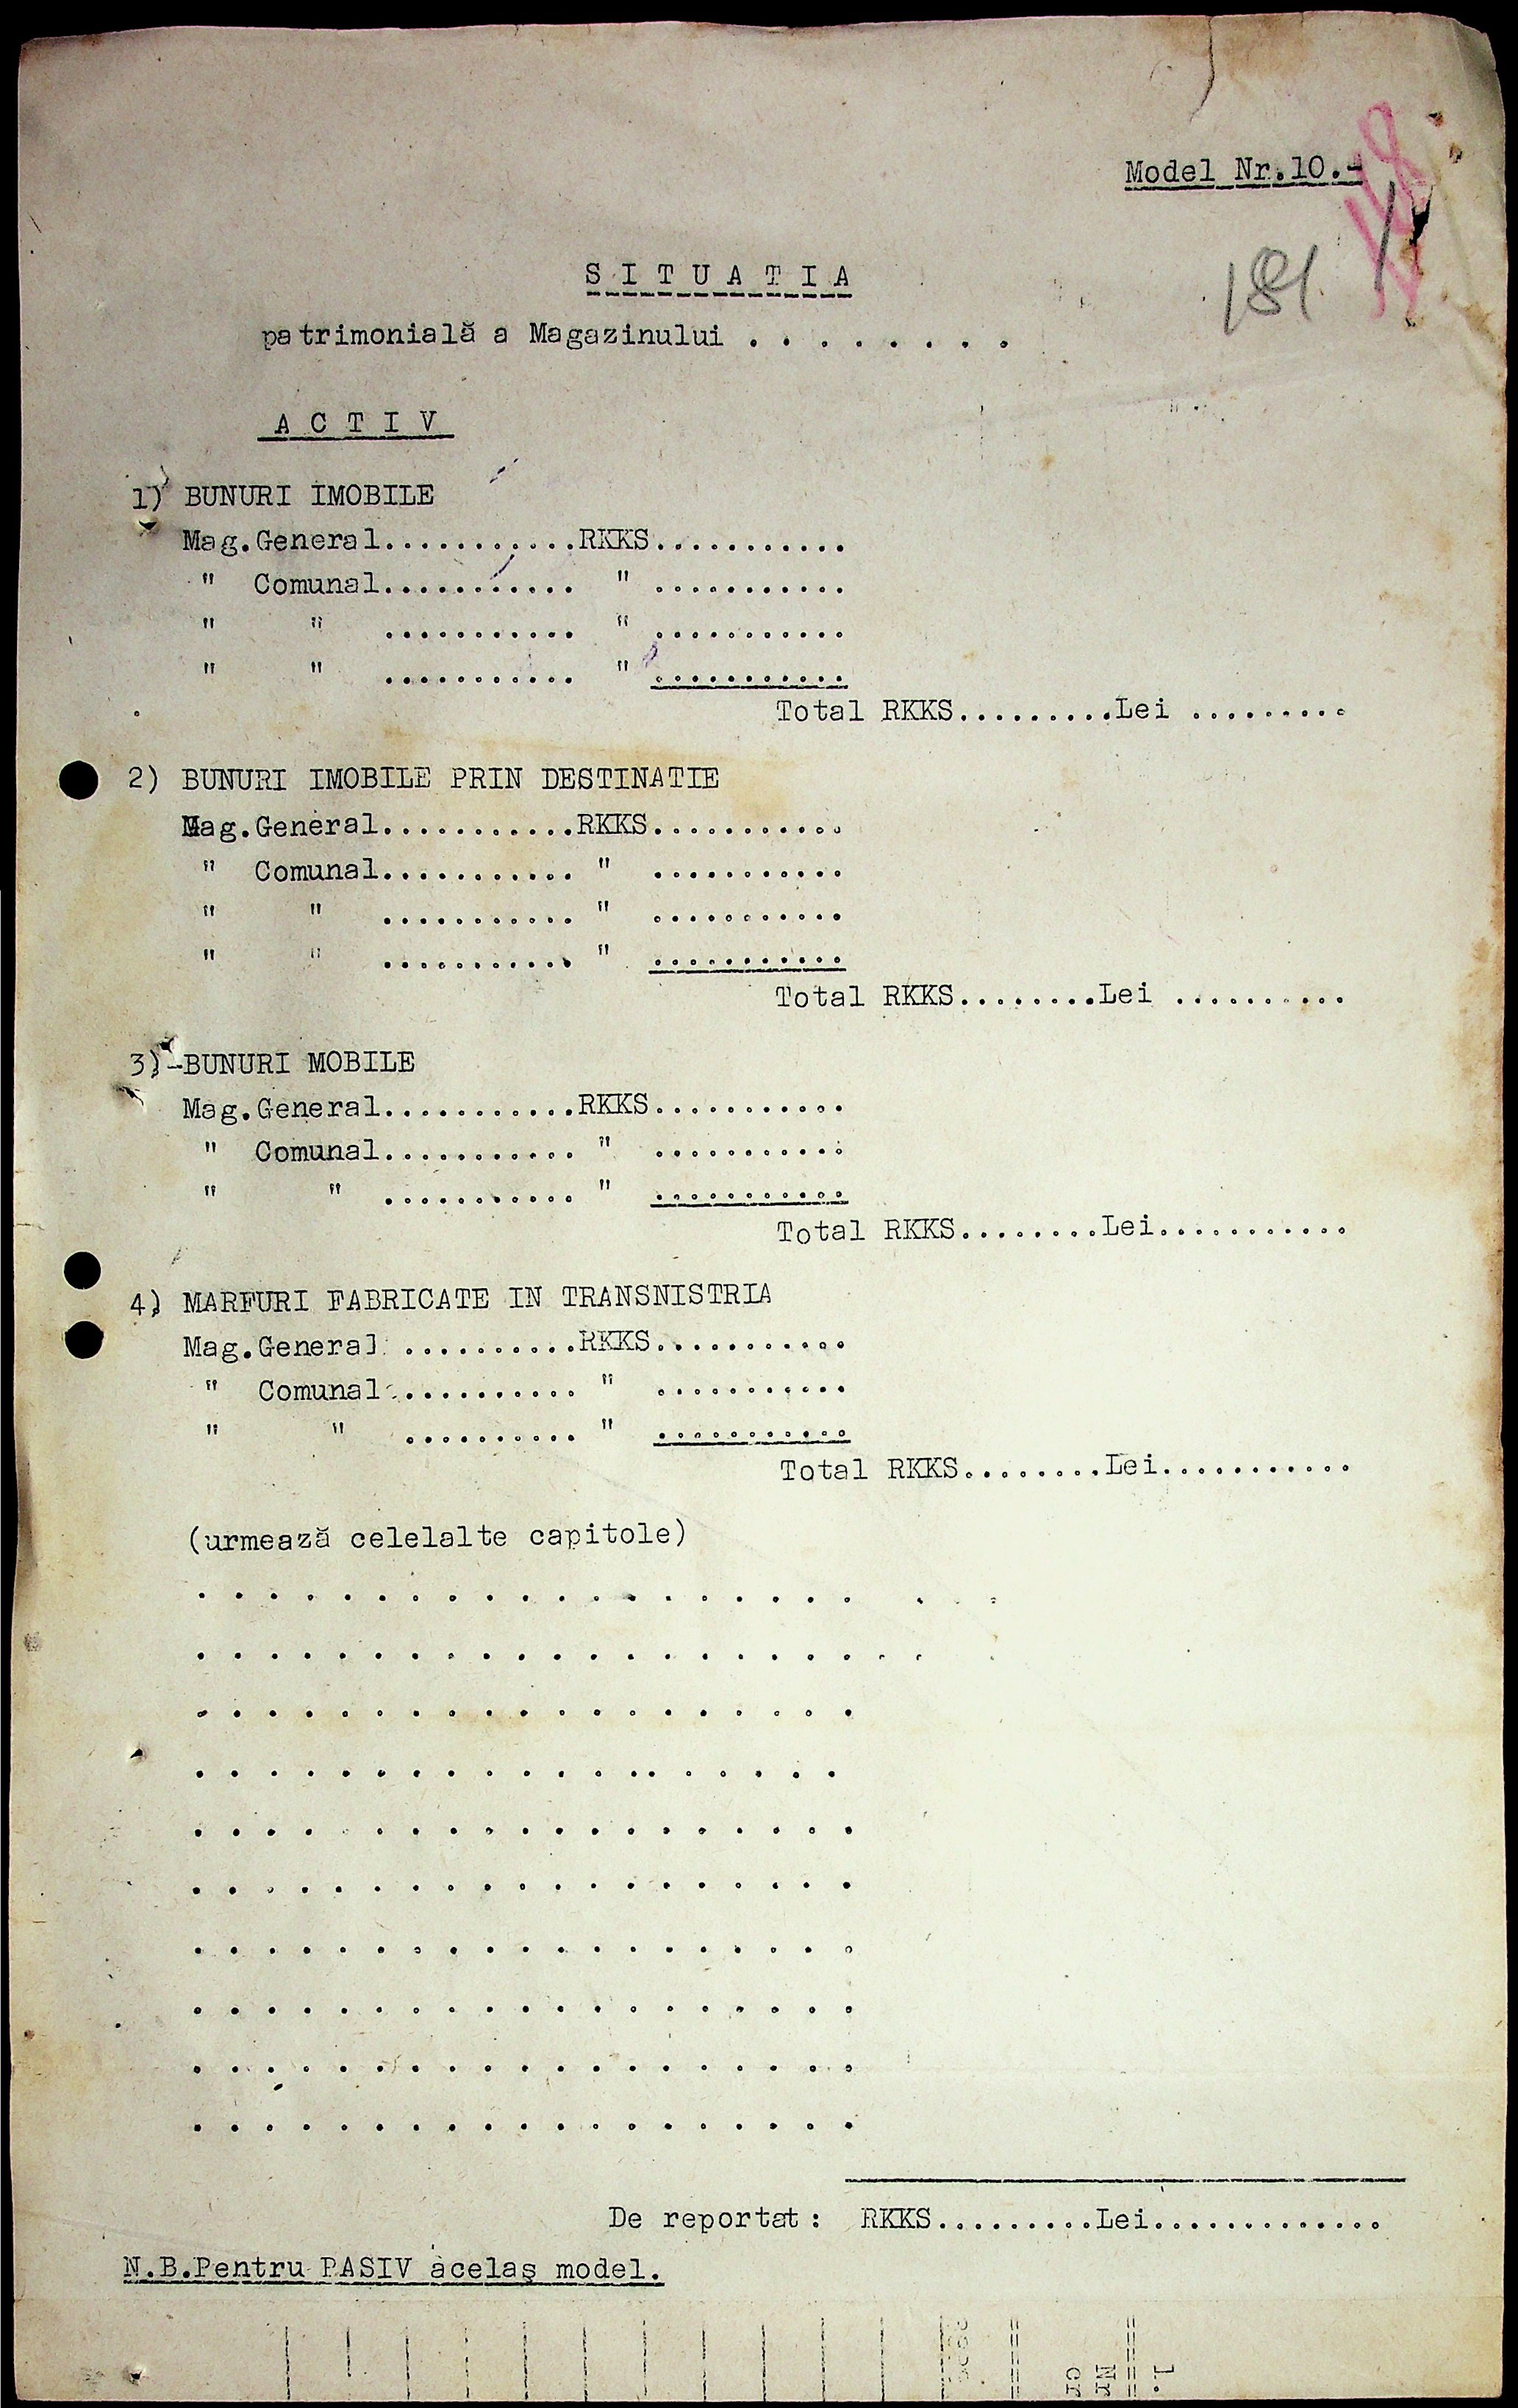 Model Nr.10.-
181
S I T U A Ț I A
patrimonială a Magazinului . . . . . . . .
A C T I V
1) BUNURI IMOBILE
Mag.General...........RKKS...........
" Comunal........... " ...........
" " ........... " ...........
" " ........... " ...........
Total RKKS.........Lei .........
2) BUNURI IMOBILE PRIN DESTINATIE
Mag.General...........RKKS...........
" Comunal........... " ...........
" " ........... " ...........
" " ........... " ...........
Total RKKS........Lei ..........
3)-BUNURI MOBILE
Mag.General...........RKKS...........
" Comunal........... " ...........
" " ........... " ...........
Total RKKS........Lei...........
4) MARFURI FABRICATE IN TRANSNISTRIA
Mag.General ..........RKKS...........
" Comunal .......... " ...........
" " .......... " ...........
Total RKKS........Lei...........
(urmează celelalte capitole)
. . . . . . . . . . . . . . . . . . . . . .
. . . . . . . . . . . . . . . . . . . . . .
. . . . . . . . . . . . . . . . . . .
. . . . . . . . . . . . . . . . . . .
. . . . . . . . . . . . . . . . . . .
. . . . . . . . . . . . . . . . . . .
. . . . . . . . . . . . . . . . . . .
. . . . . . . . . . . . . . . . . . .
. . . . . . . . . . . . . . . . . . .
. . . . . . . . . . . . . . . . . . .
De reportat: RKKS.........Lei.............
N.B.Pentru PASIV acelaş model.
Nr
cr